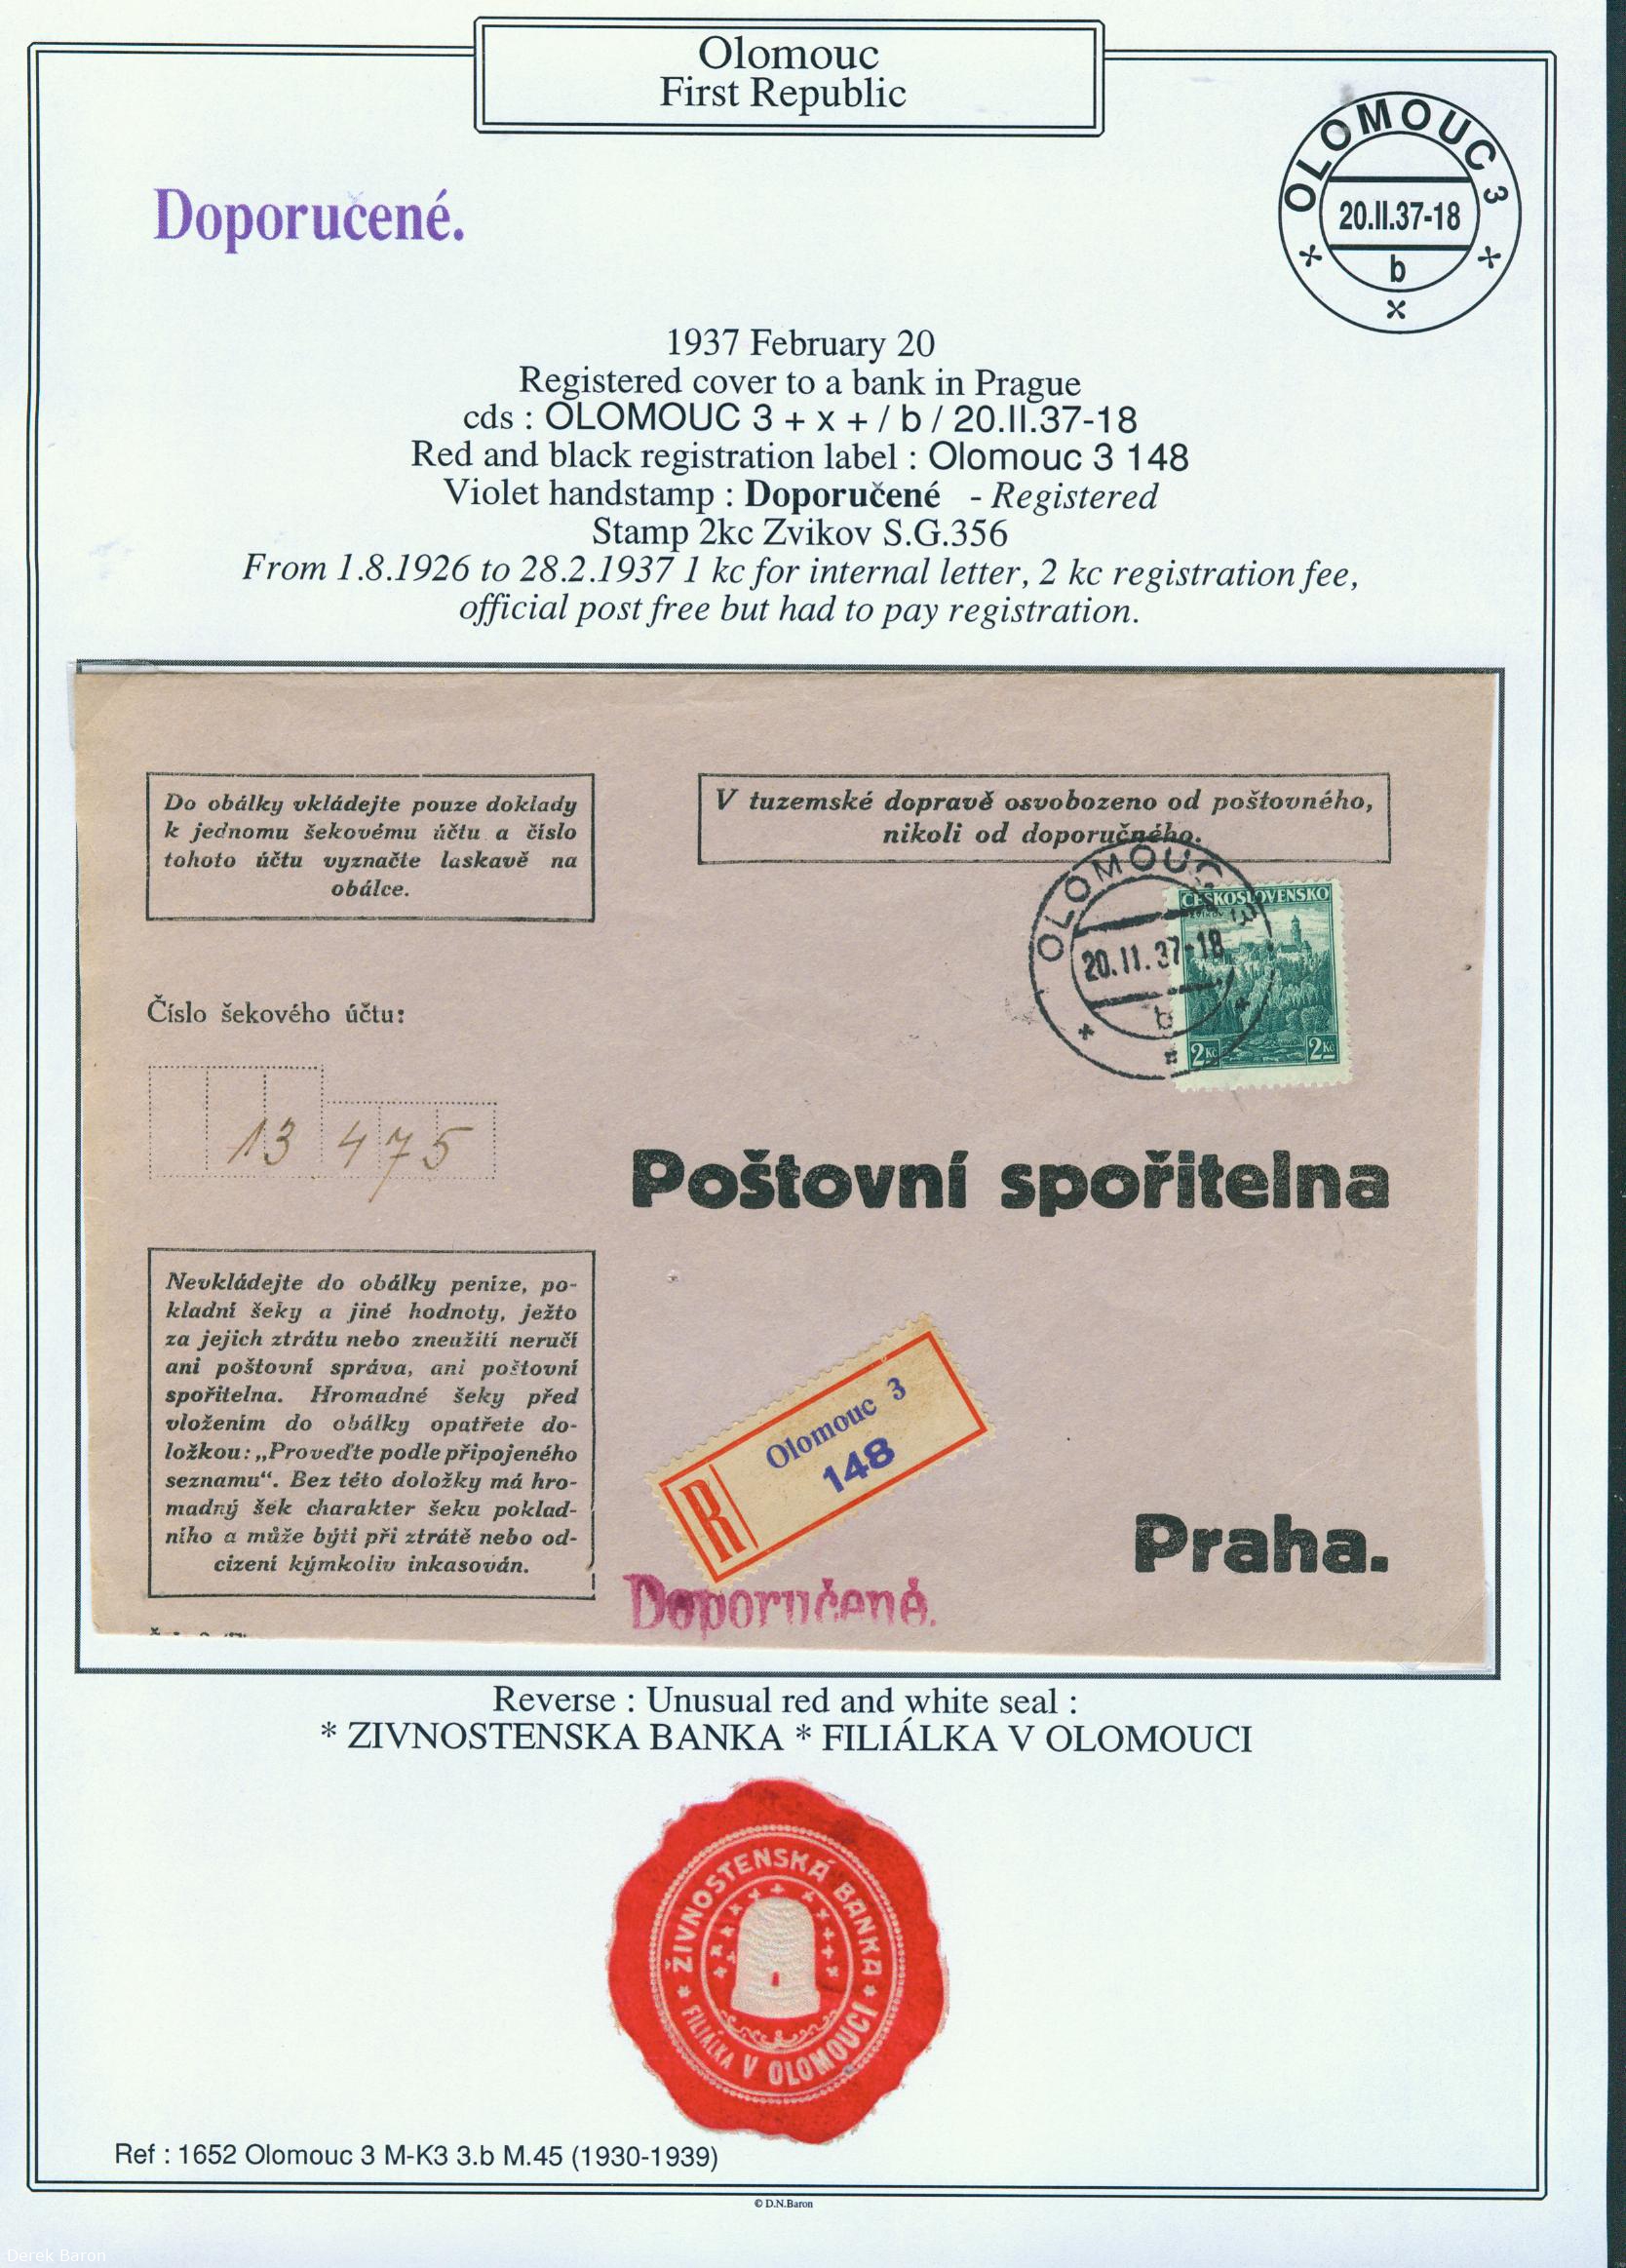 Olomouc
First Republic
Doporučené.
OLOMOUC 3
20.II.37-18
b
1937 February 20
Registered cover to a bank in Prague
cds : OLOMOUC 3 + x + / b / 20.II.37-18
Red and black registration label : Olomouc 3 148
Violet handstamp : Doporučené - Registered
Stamp 2kc Zvikov S.G.356
From 1.8.1926 to 28.2.1937 1 kc for internal letter, 2 kc registration fee,
official post free but had to pay registration.
Do obálky vkládejte pouze doklady
k jednomu šekovému účtu a číslo
tohoto účtu vyznačte laskavě na
obálce.
V tuzemské dopravě osvobozeno od poštovného,
nikoli od doporučného.
OLOMOUC 3
20.II.37-18
b
ČESKOSLOVENSKO
2 Kč 2 Kč
Číslo šekového účtu:
13 475
Poštovní spořitelna
Nevkládejte do obálky peníze, po-
kladní šeky a jiné hodnoty, ježto
za jejich ztrátu nebo zneužití neručí
ani poštovní správa, ani poštovní
spořitelna. Hromadné šeky před
vložením do obálky opatřete do-
ložkou: „Proveďte podle připojeného
seznamu“. Bez této doložky má hro-
madný šek charakter šeku poklad-
ního a může býti při ztrátě nebo od-
cizení kýmkoliv inkasován.
R
Olomouc 3
148
Praha.
Doporučené.
Reverse : Unusual red and white seal :
* ZIVNOSTENSKA BANKA * FILIÁLKA V OLOMOUCI
ŽIVNOSTENSKÁ BANKA
* FILIÁLKA V OLOMOUCI *
Ref : 1652 Olomouc 3 M-K3 3.b M.45 (1930-1939)
© D.N.Baron
Derek Baron